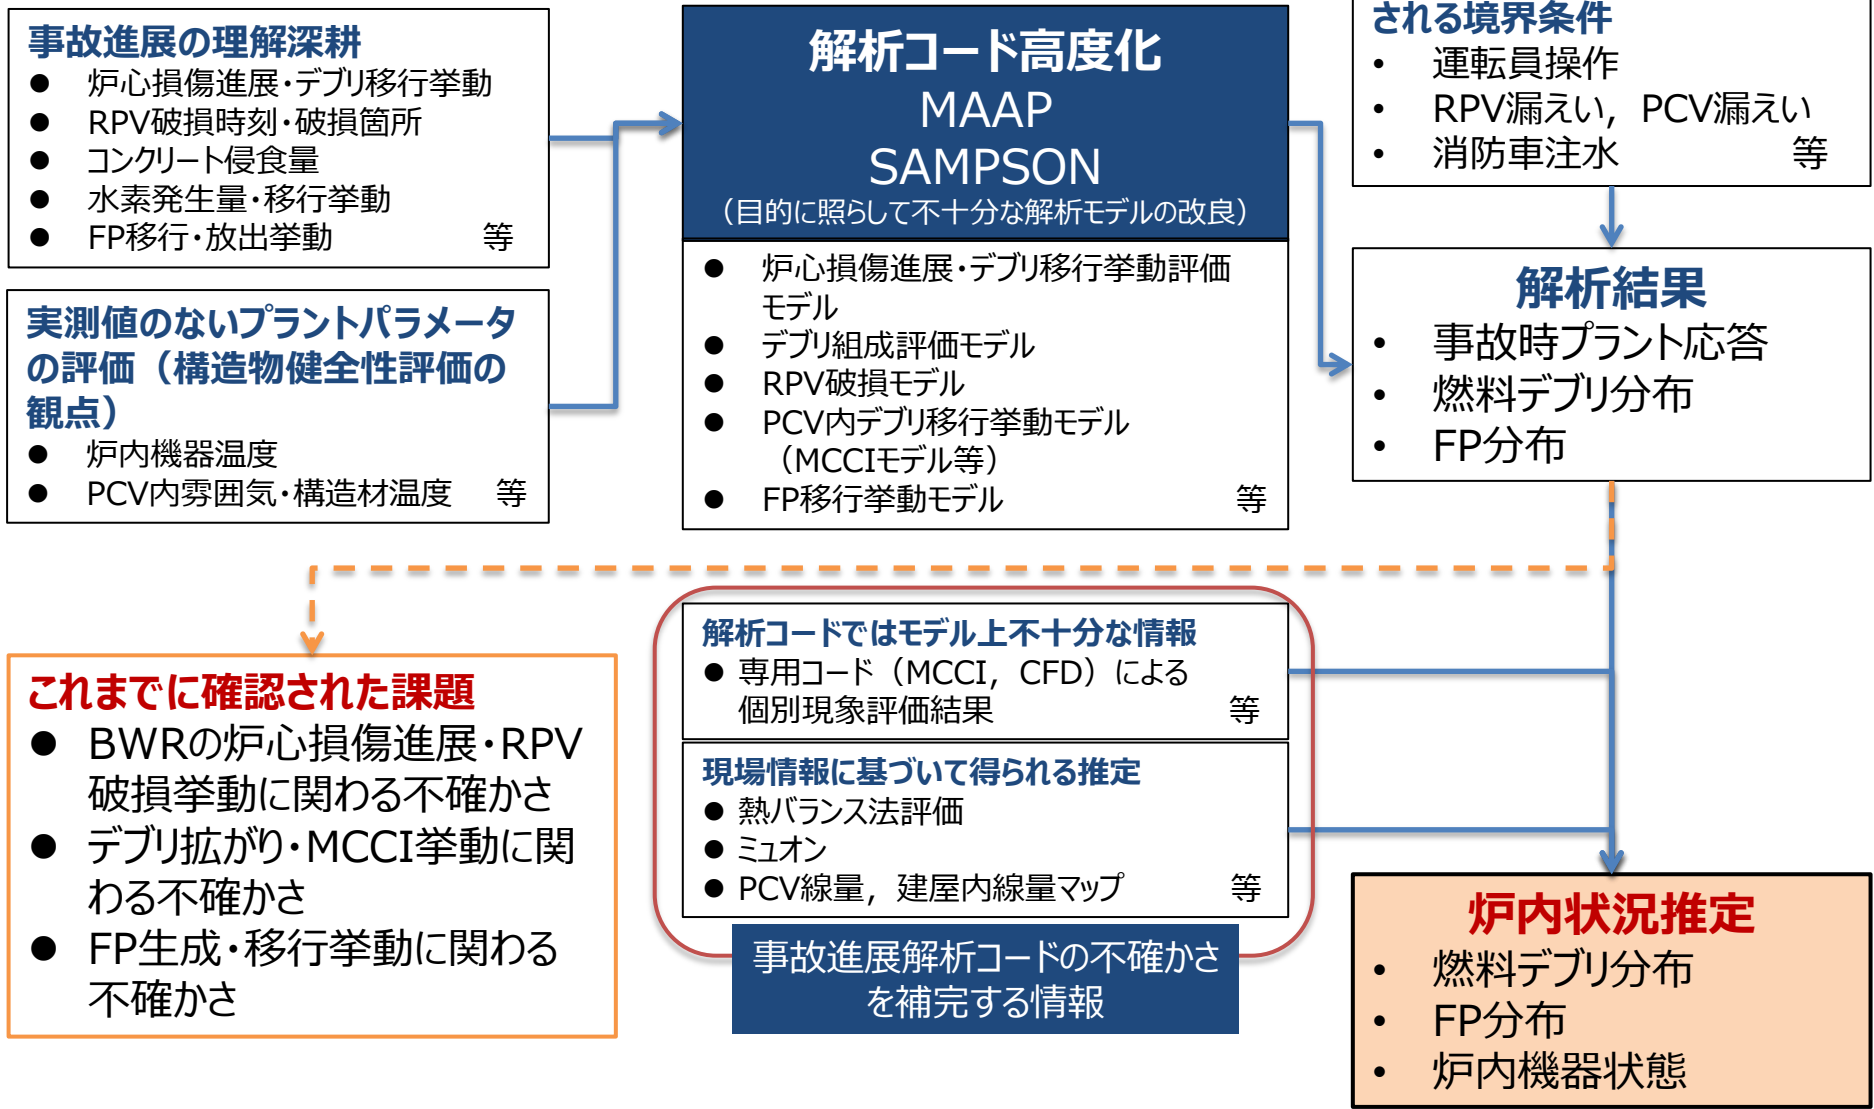 事故進展の理解深耕
● 炉心損傷進展・デブリ移行挙動
● RPV破損時刻・破損箇所
● コンクリート侵食量
● 水素発生量・移行挙動
● FP移行・放出挙動 等
実測値のないプラントパラメータ
の評価（構造物健全性評価の
観点）
● 炉内機器温度
● PCV内雰囲気・構造材温度 等
解析コード高度化
MAAP
SAMPSON
（目的に照らして不十分な解析モデルの改良）
● 炉心損傷進展・デブリ移行挙動評価
モデル
● デブリ組成評価モデル
● RPV破損モデル
● PCV内デブリ移行挙動モデル
（MCCIモデル等）
● FP移行挙動モデル 等
される境界条件
• 運転員操作
• RPV漏えい，PCV漏えい
• 消防車注水 等
解析結果
• 事故時プラント応答
• 燃料デブリ分布
• FP分布
これまでに確認された課題
● BWRの炉心損傷進展・RPV
破損挙動に関わる不確かさ
● デブリ拡がり・MCCI挙動に関
わる不確かさ
● FP生成・移行挙動に関わる
不確かさ
解析コードではモデル上不十分な情報
● 専用コード（MCCI，CFD）による
個別現象評価結果 等
現場情報に基づいて得られる推定
● 熱バランス法評価
● ミュオン
● PCV線量，建屋内線量マップ 等
事故進展解析コードの不確かさ
を補完する情報
炉内状況推定
• 燃料デブリ分布
• FP分布
• 炉内機器状態